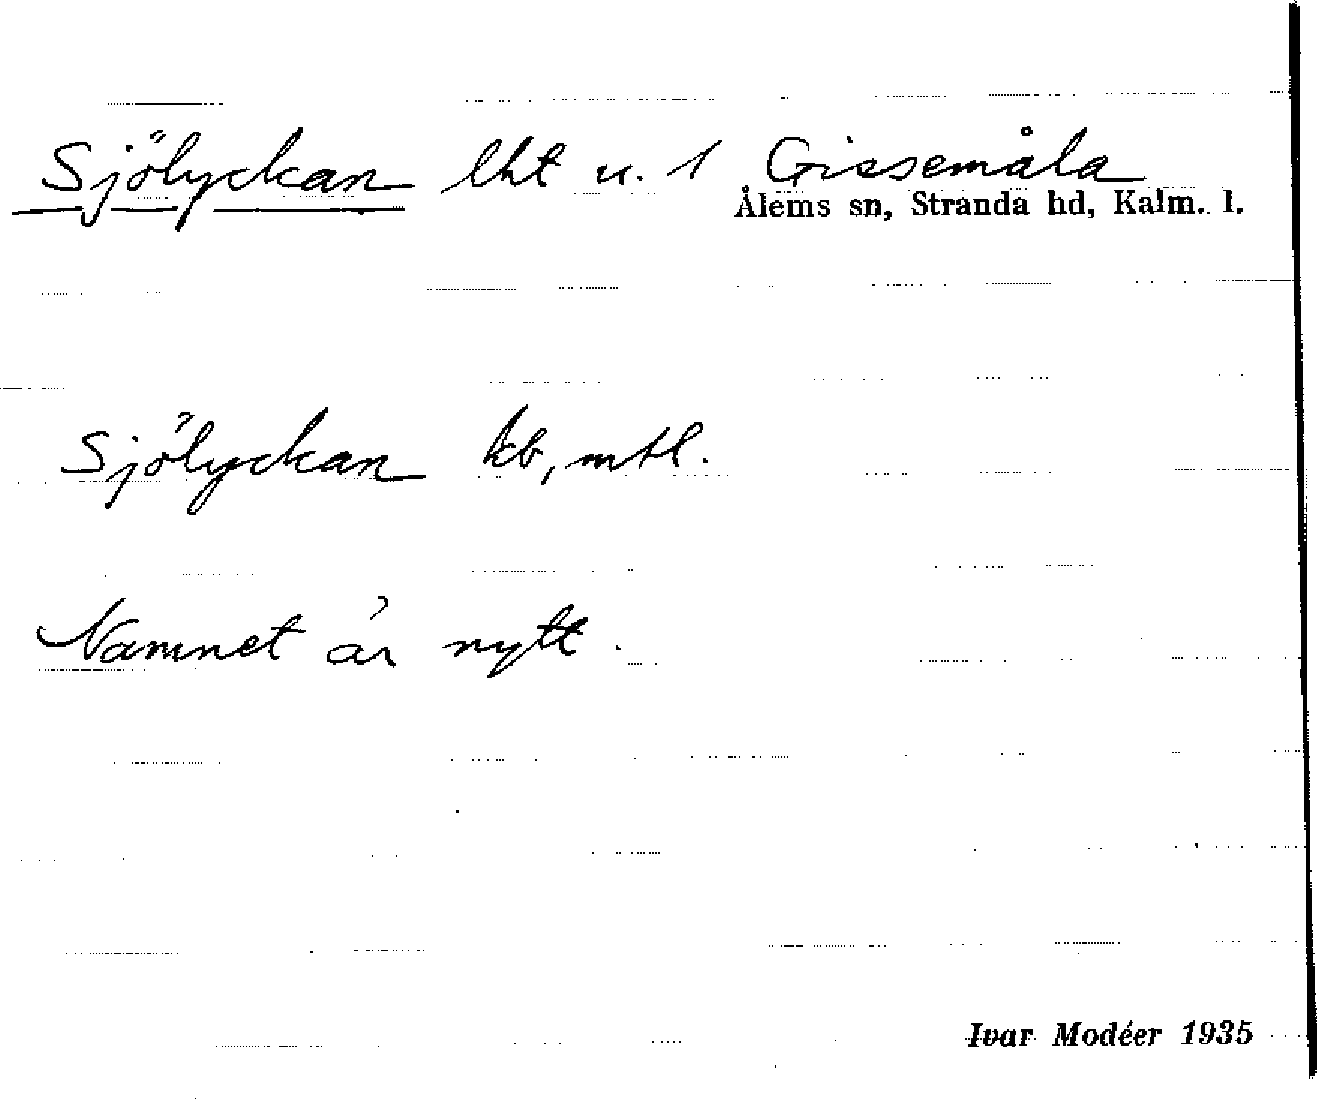 Sjölyckan lht u. 1 Gissemåla
Ålems sn, Stranda hd, Kalm. l.
Sjölyckan kb, mtl.
Namnet är nytt.
Ivar Modéer 1935